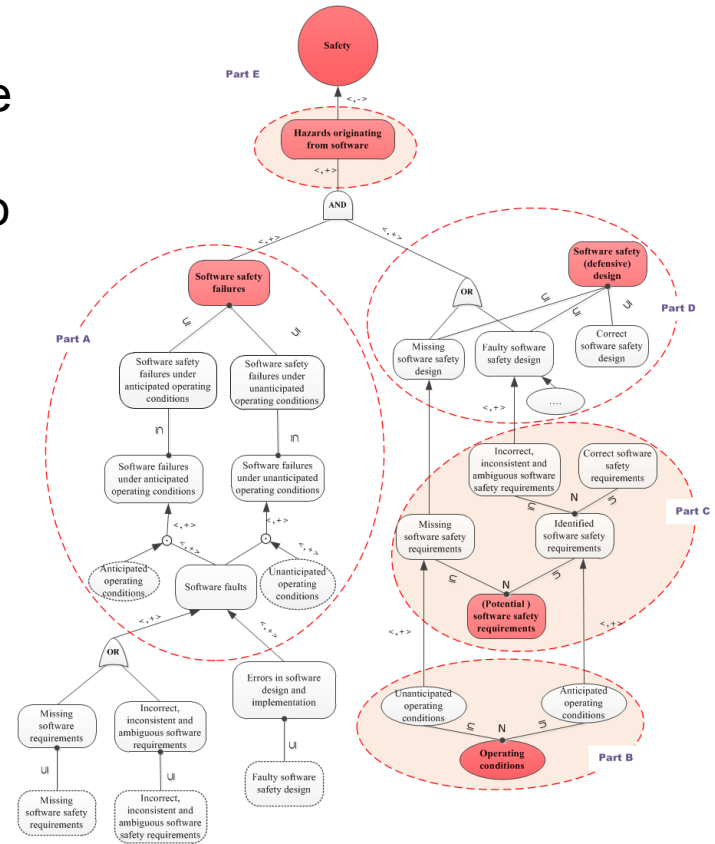 e
o
Safety
Part E
<,->
Hazards originating
from software
<,+>
AND
<,+>
<,+>
Software safety
failures
Part A
⊆
⊆
Software safety
failures under
anticipated operating
conditions
Software safety
failures under
unanticipated
operating conditions
⊆
⊆
Software failures
under anticipated
operating conditions
Software failures
under unanticipated
operating conditions
<,+>
<,+>
<,+>
<,+>
Anticipated
operating
conditions
Software faults
Unanticipated
operating
conditions
<,+>
<,+>
OR
Missing
software
requirements
Incorrect,
inconsistent and
ambiguous software
requirements
Errors in software
design and
implementation
⊆
⊆
⊆
Missing
software safety
requirements
Incorrect,
inconsistent and
ambiguous software
safety requirements
Faulty software
safety design
OR
Software safety
(defensive)
design
Part D
⊆
⊆
⊆
Missing
software safety
design
Faulty software
safety design
Correct
software safety
design
....
<,+>
Incorrect,
inconsistent and
ambiguous software
safety requirements
Correct software
safety
requirements
⊆
N
⊆
Part C
Missing
software safety
requirements
Identified
software safety
requirements
⊆
N
⊆
(Potential )
software safety
requirements
<,+>
<,+>
Unanticipated
operating
conditions
Anticipated
operating
conditions
⊆
N
⊆
Operating
conditions
Part B